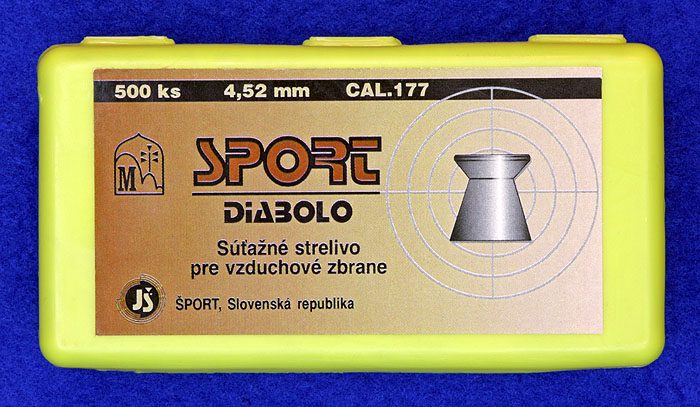 500 ks 4,52 mm CAL.177
M
SPORT
DIABOLO
Súťažné strelivo
pre vzduchové zbrane
JŠ
ŠPORT, Slovenská republika